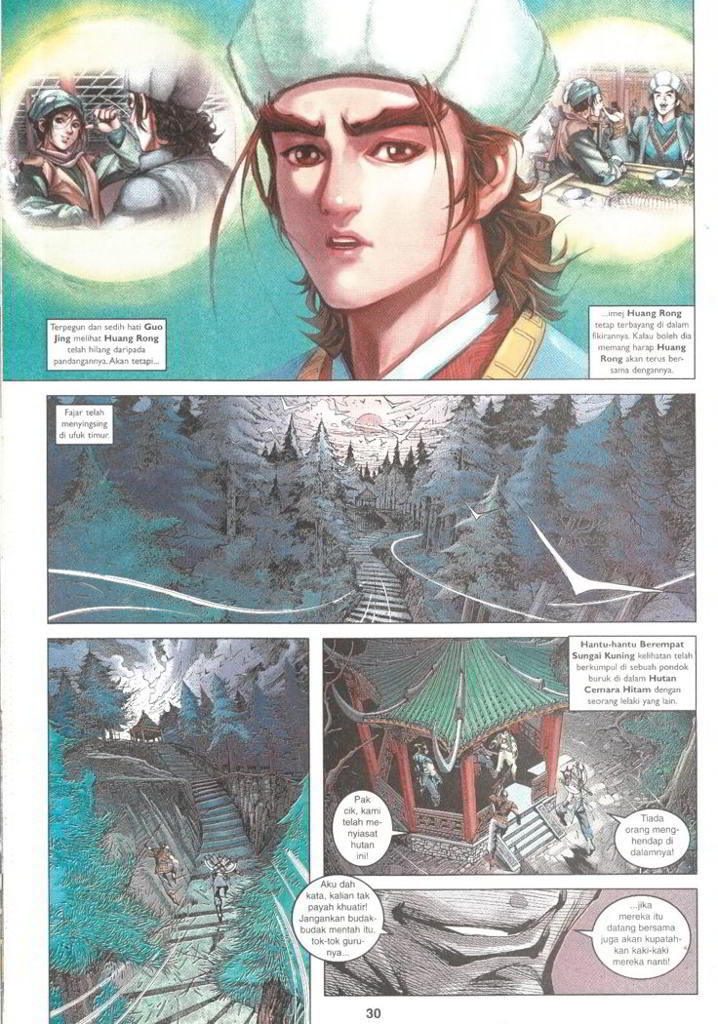 Terpegun dan sedih hati Guo
Jing melihat Huang Rong
telah hilang daripada
pandangannya. Akan tetapi...
...imej Huang Rong
tetap terbayang di dalam
fikirannya. Kalau boleh dia
memang harap Huang
Rong akan terus ber-
sama dengannya.
Fajar telah
menyingsing
di ufuk timur.
Hantu-hantu Berempat
Sungai Kuning kelihatan telah
berkumpul di sebuah pondok
buruk di dalam Hutan
Cemara Hitam dengan
seorang lelaki yang lain.
Pak
cik, kami
telah me-
nyiasat
hutan
ini!
Tiada
orang meng-
hendap di
dalamnya!
Aku dah
kata, kalian tak
payah khuatir!
Jangankan budak-
budak mentah itu,
tok-tok guru-
nya...
...jika
mereka itu
datang bersama
juga akan kupatah-
kan kaki-kaki
mereka nanti!
30